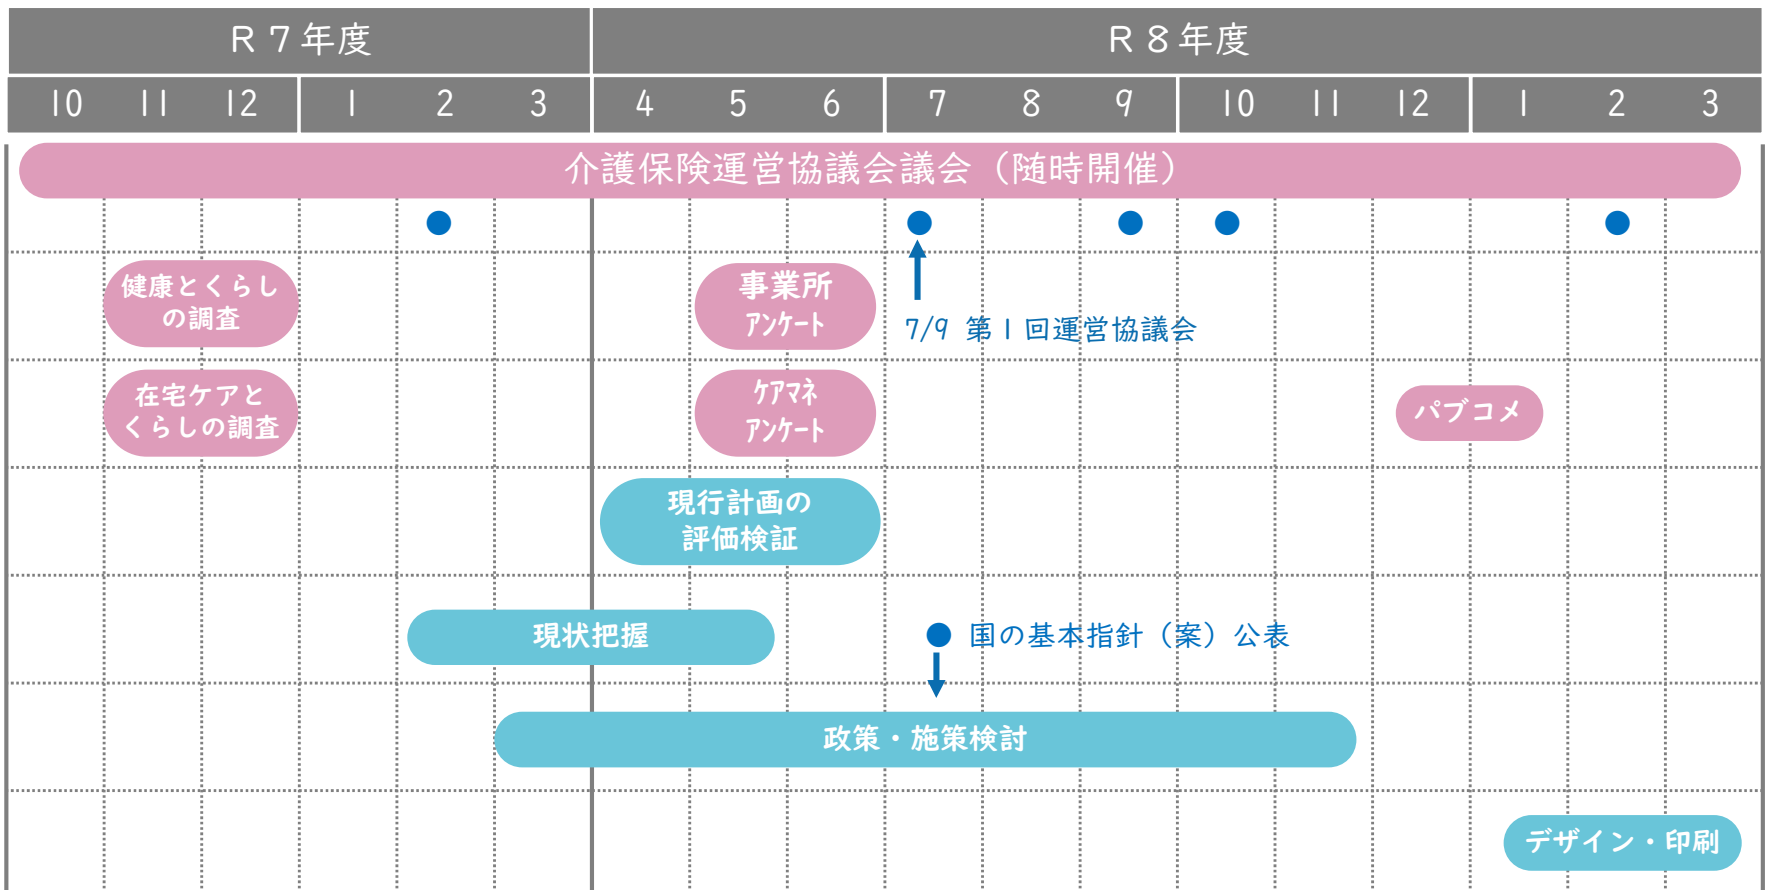 R7年度
R8年度
10 11 12 1 2 3 4 5 6 7 8 9 10 11 12 1 2 3
介護保険運営協議会議会（随時開催）
健康とくらし
の調査
事業所
アンケート
7/9 第1回運営協議会
在宅ケアと
くらしの調査
ケアマネ
アンケート
パブコメ
現行計画の
評価検証
現状把握
国の基本指針（案）公表
政策・施策検討
デザイン・印刷